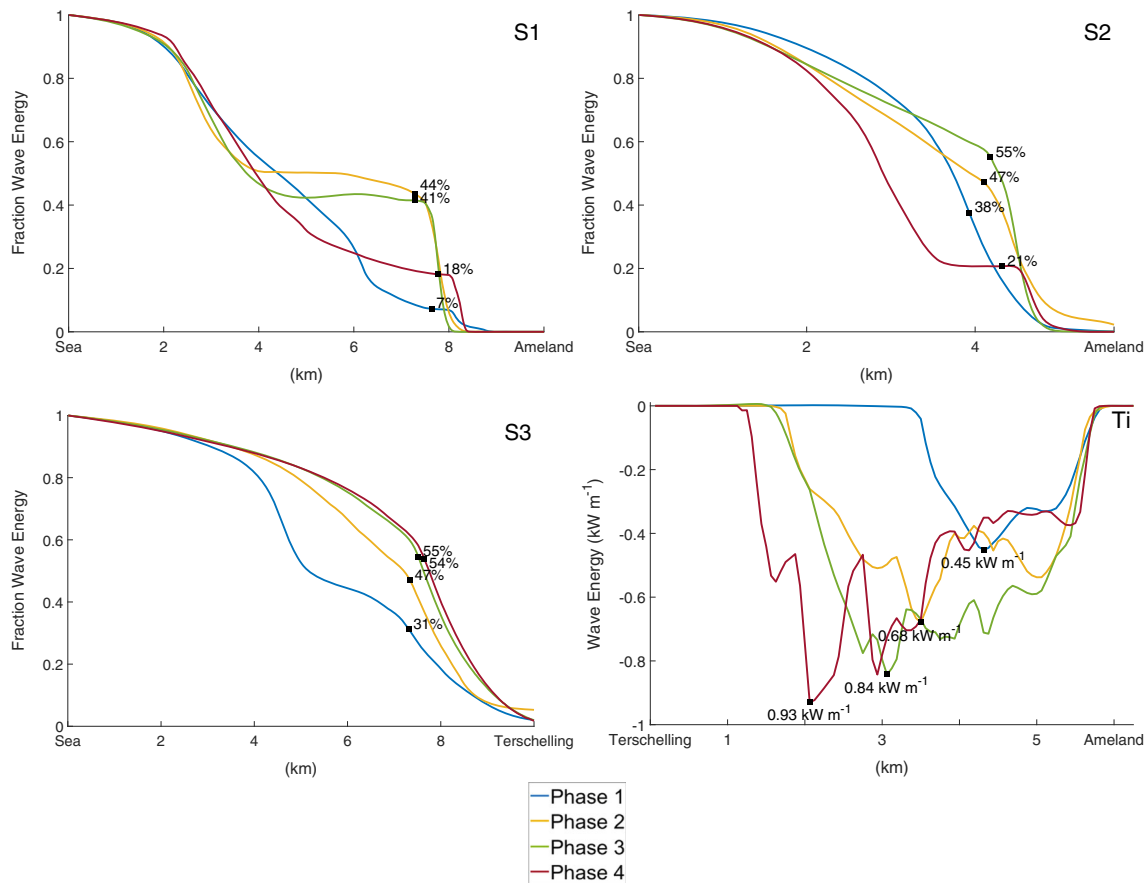 S1
Fraction Wave Energy
1
0.8
0.6
0.4
0.2
0
44%
41%
18%
7%
Sea
2
4
6
8
Ameland
(km)
S2
Fraction Wave Energy
1
0.8
0.6
0.4
0.2
0
55%
47%
38%
21%
Sea
2
4
Ameland
(km)
S3
Fraction Wave Energy
1
0.8
0.6
0.4
0.2
0
55%
54%
47%
31%
Sea
2
4
6
8
Terschelling
(km)
Ti
Wave Energy (kW m-1)
0
-0.2
-0.4
-0.6
-0.8
-1
0.45 kW m-1
0.68 kW m-1
0.84 kW m-1
0.93 kW m-1
Terschelling
1
3
5
Ameland
(km)
Phase 1
Phase 2
Phase 3
Phase 4